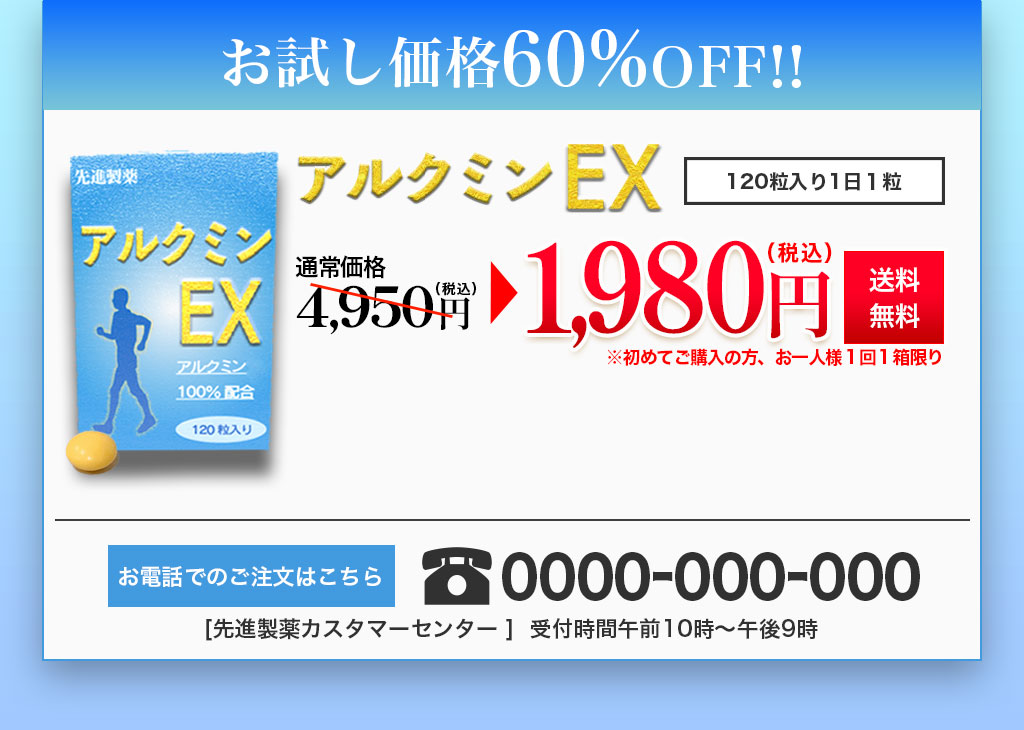 お試し価格60%OFF!!
先進製薬
アルクミン
EX
アルクミン
100%配合
120粒入り
アルクミンEX
120粒入り1日1粒
通常価格
4,950円(税込)
1,980円(税込)
送料
無料
※初めてご購入の方、お一人様1回1箱限り
お電話でのご注文はこちら
0000-000-000
[先進製薬カスタマーセンター] 受付時間午前10時〜午後9時